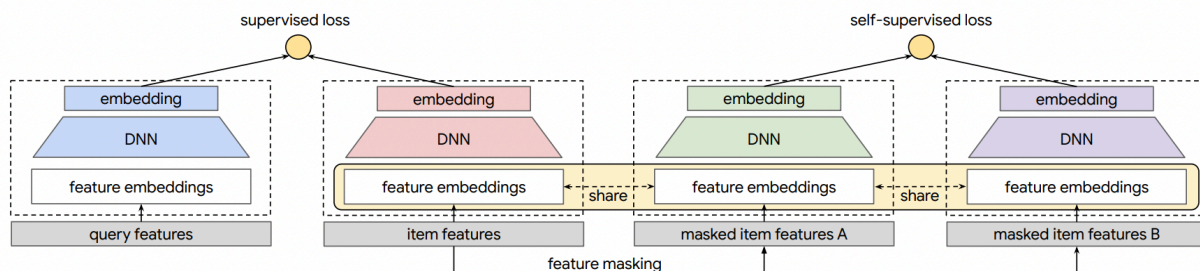 supervised loss
self-supervised loss
embedding
embedding
embedding
embedding
DNN
DNN
DNN
DNN
feature embeddings
feature embeddings
share
feature embeddings
share
feature embeddings
query features
item features
masked item features A
masked item features B
feature masking